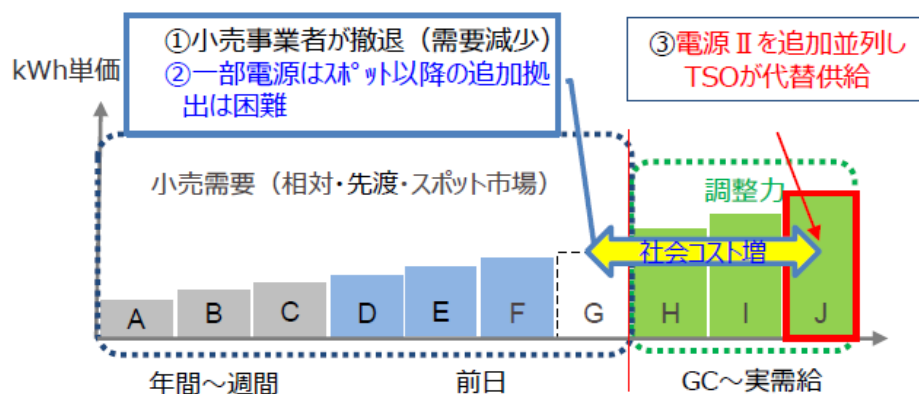 ①小売事業者が撤退（需要減少）
②一部電源はｽﾎﾟｯﾄ以降の追加拠
出は困難
③電源Ⅱを追加並列し
TSOが代替供給
kWh単価
小売需要（相対・先渡・スポット市場）
調整力
社会コスト増
A B C D E F G H I J
年間～週間 前日 GC～実需給